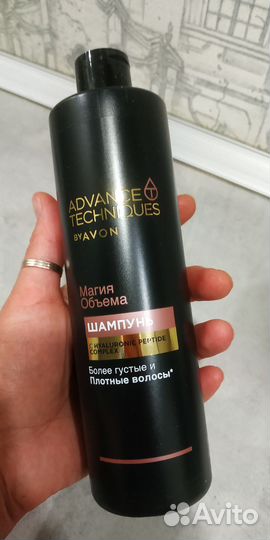 ADVANCE T
TECHNIQUES
BY AVON
Магия
Объема
ШАМПУНЬ
С HYALURONIC PEPTIDE
COMPLEX
Более густые и
Плотные волосы*
Avito